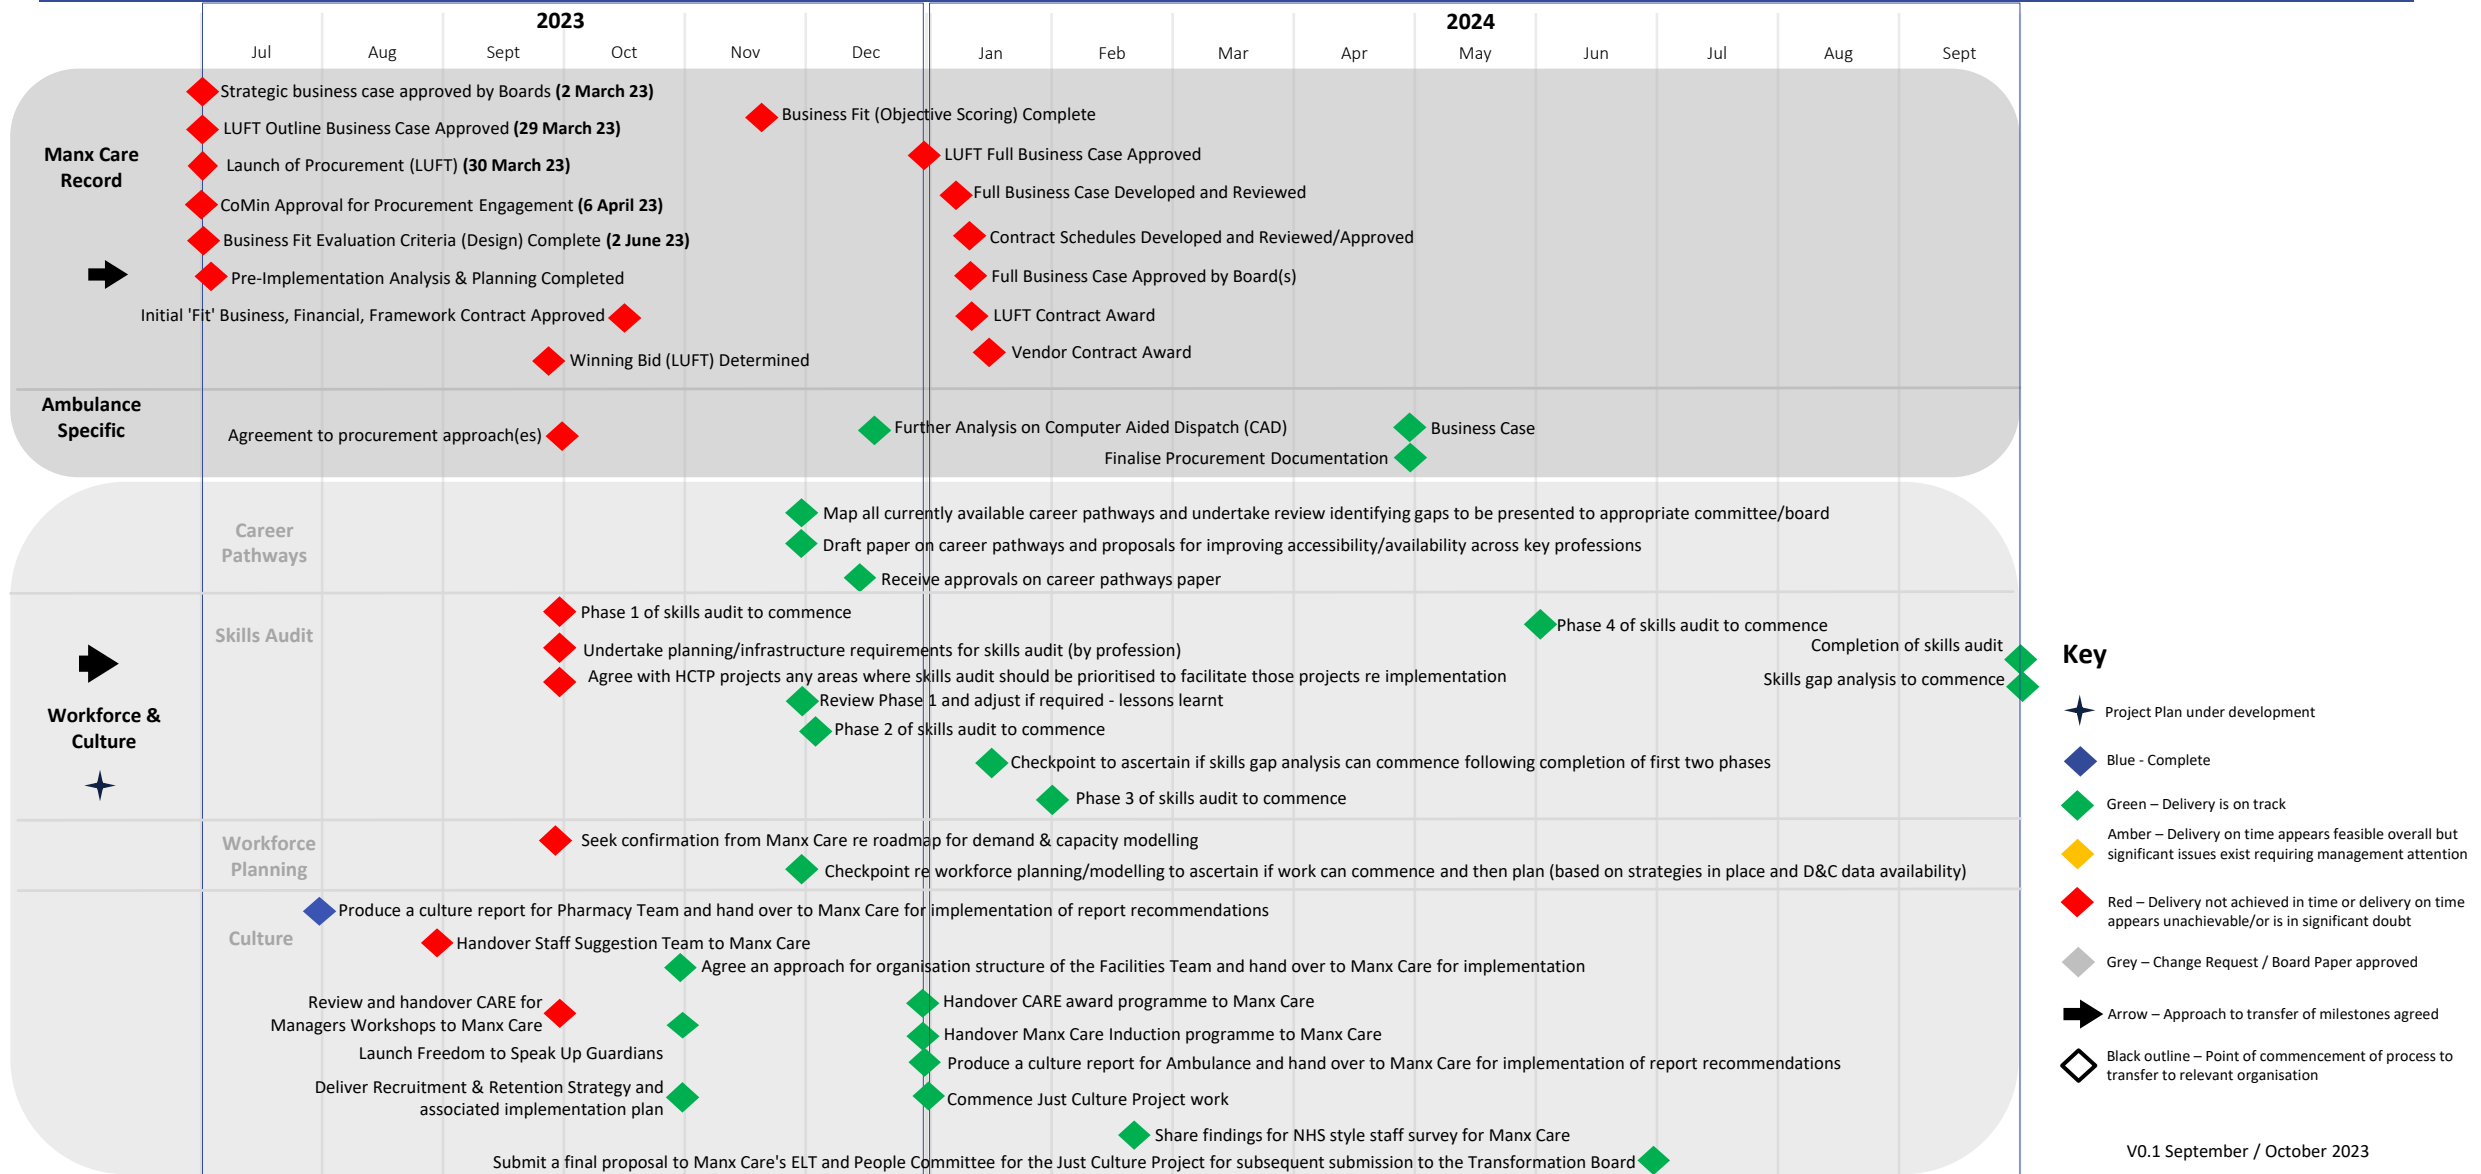 2023
2024
Jul
Aug
Sept
Oct
Nov
Dec
Jan
Feb
Mar
Apr
May
Jun
Jul
Aug
Sept
Manx Care
Record
Strategic business case approved by Boards (2 March 23)
LUFT Outline Business Case Approved (29 March 23)
Launch of Procurement (LUFT) (30 March 23)
CoMin Approval for Procurement Engagement (6 April 23)
Business Fit Evaluation Criteria (Design) Complete (2 June 23)
Pre-Implementation Analysis & Planning Completed
Initial 'Fit' Business, Financial, Framework Contract Approved
Winning Bid (LUFT) Determined
Business Fit (Objective Scoring) Complete
LUFT Full Business Case Approved
Full Business Case Developed and Reviewed
Contract Schedules Developed and Reviewed/Approved
Full Business Case Approved by Board(s)
LUFT Contract Award
Vendor Contract Award
Ambulance
Specific
Agreement to procurement approach(es)
Further Analysis on Computer Aided Dispatch (CAD)
Business Case
Finalise Procurement Documentation
Workforce &
Culture
Career
Pathways
Map all currently available career pathways and undertake review identifying gaps to be presented to appropriate committee/board
Draft paper on career pathways and proposals for improving accessibility/availability across key professions
Receive approvals on career pathways paper
Skills Audit
Phase 1 of skills audit to commence
Undertake planning/infrastructure requirements for skills audit (by profession)
Agree with HCTP projects any areas where skills audit should be prioritised to facilitate those projects re implementation
Review Phase 1 and adjust if required - lessons learnt
Phase 2 of skills audit to commence
Checkpoint to ascertain if skills gap analysis can commence following completion of first two phases
Phase 3 of skills audit to commence
Phase 4 of skills audit to commence
Completion of skills audit
Skills gap analysis to commence
Workforce
Planning
Seek confirmation from Manx Care re roadmap for demand & capacity modelling
Checkpoint re workforce planning/modelling to ascertain if work can commence and then plan (based on strategies in place and D&C data availability)
Culture
Produce a culture report for Pharmacy Team and hand over to Manx Care for implementation of report recommendations
Handover Staff Suggestion Team to Manx Care
Agree an approach for organisation structure of the Facilities Team and hand over to Manx Care for implementation
Review and handover CARE for
Managers Workshops to Manx Care
Launch Freedom to Speak Up Guardians
Deliver Recruitment & Retention Strategy and
associated implementation plan
Handover CARE award programme to Manx Care
Handover Manx Care Induction programme to Manx Care
Produce a culture report for Ambulance and hand over to Manx Care for implementation of report recommendations
Commence Just Culture Project work
Share findings for NHS style staff survey for Manx Care
Submit a final proposal to Manx Care's ELT and People Committee for the Just Culture Project for subsequent submission to the Transformation Board
Key
Project Plan under development
Blue - Complete
Green – Delivery is on track
Amber – Delivery on time appears feasible overall but
significant issues exist requiring management attention
Red – Delivery not achieved in time or delivery on time
appears unachievable/or is in significant doubt
Grey – Change Request / Board Paper approved
Arrow – Approach to transfer of milestones agreed
Black outline – Point of commencement of process to
transfer to relevant organisation
V0.1 September / October 2023